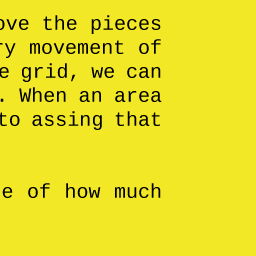 ove the pieces
ry movement of
e grid, we can
. When an area
to assing that
e of how much